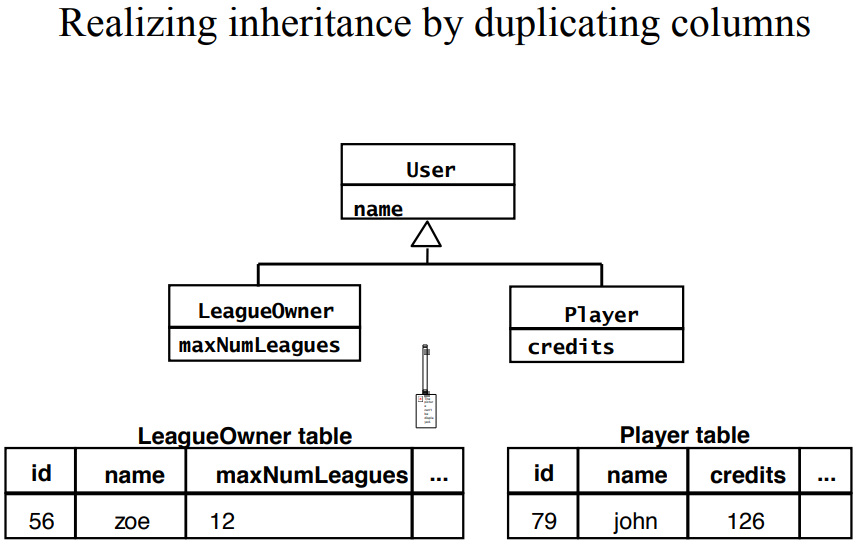 Realizing inheritance by duplicating columns
User
name
LeagueOwner
maxNumLeagues
Player
credits
LeagueOwner table
id name maxNumLeagues ...
56 zoe 12
Player table
id name credits ...
79 john 126